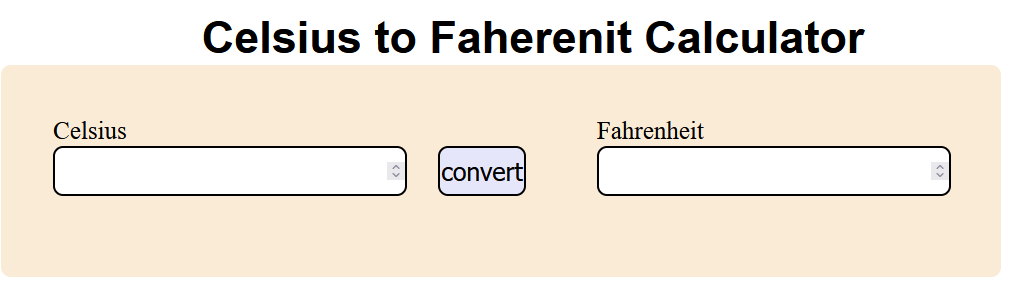 Celsius to Faherenit Calculator
Celsius
Fahrenheit
convert